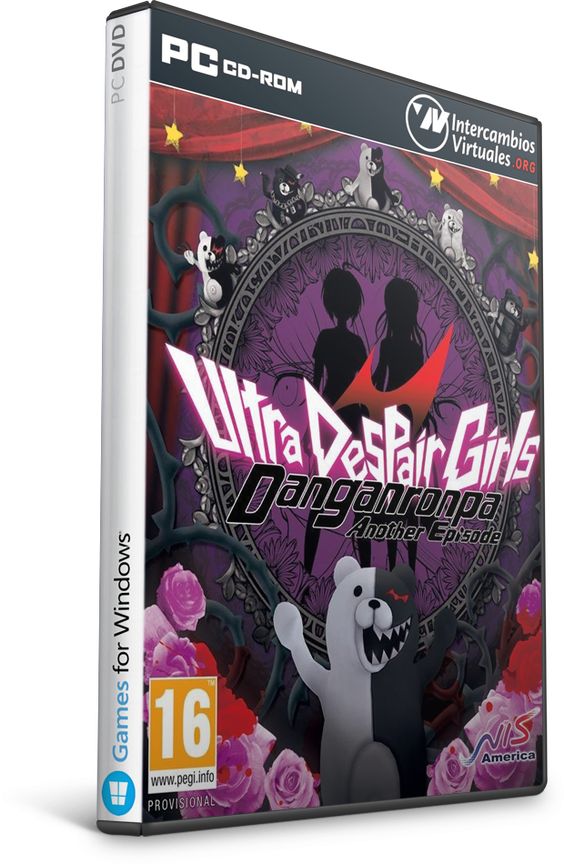 PC DVD
Games for Windows
PC CD-ROM
Intercambios
Virtuales.ORG
Ultra Despair Girls
Danganronpa
Another Episode
16
www.pegi.info
PROVISIONAL
NIS
America